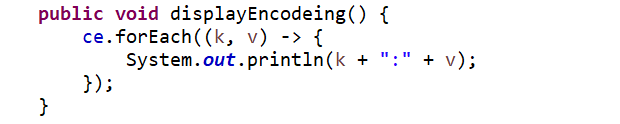 public void displayEncodeing() {
    ce.forEach((k, v) -> {
        System.out.println(k + ":" + v);
    });
}